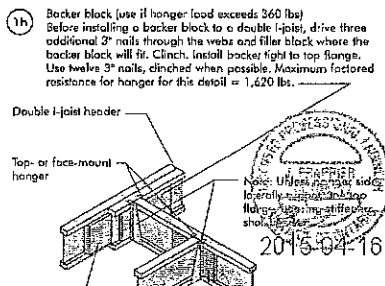 1h
Backer block (use if hanger load exceeds 360 lbs)
Before installing a backer block to a double I-joist, drive three
additional 3" nails through the webs and filler block where the
backer block will fit. Clinch. Install backer tight to top flange.
Use twelve 3" nails, clinched when possible. Maximum factored
resistance for hanger for this detail = 1,620 lbs.
Double I-joist header
Top- or face-mount
hanger
Note: Unless hanger sides
laterally
2015-04-16